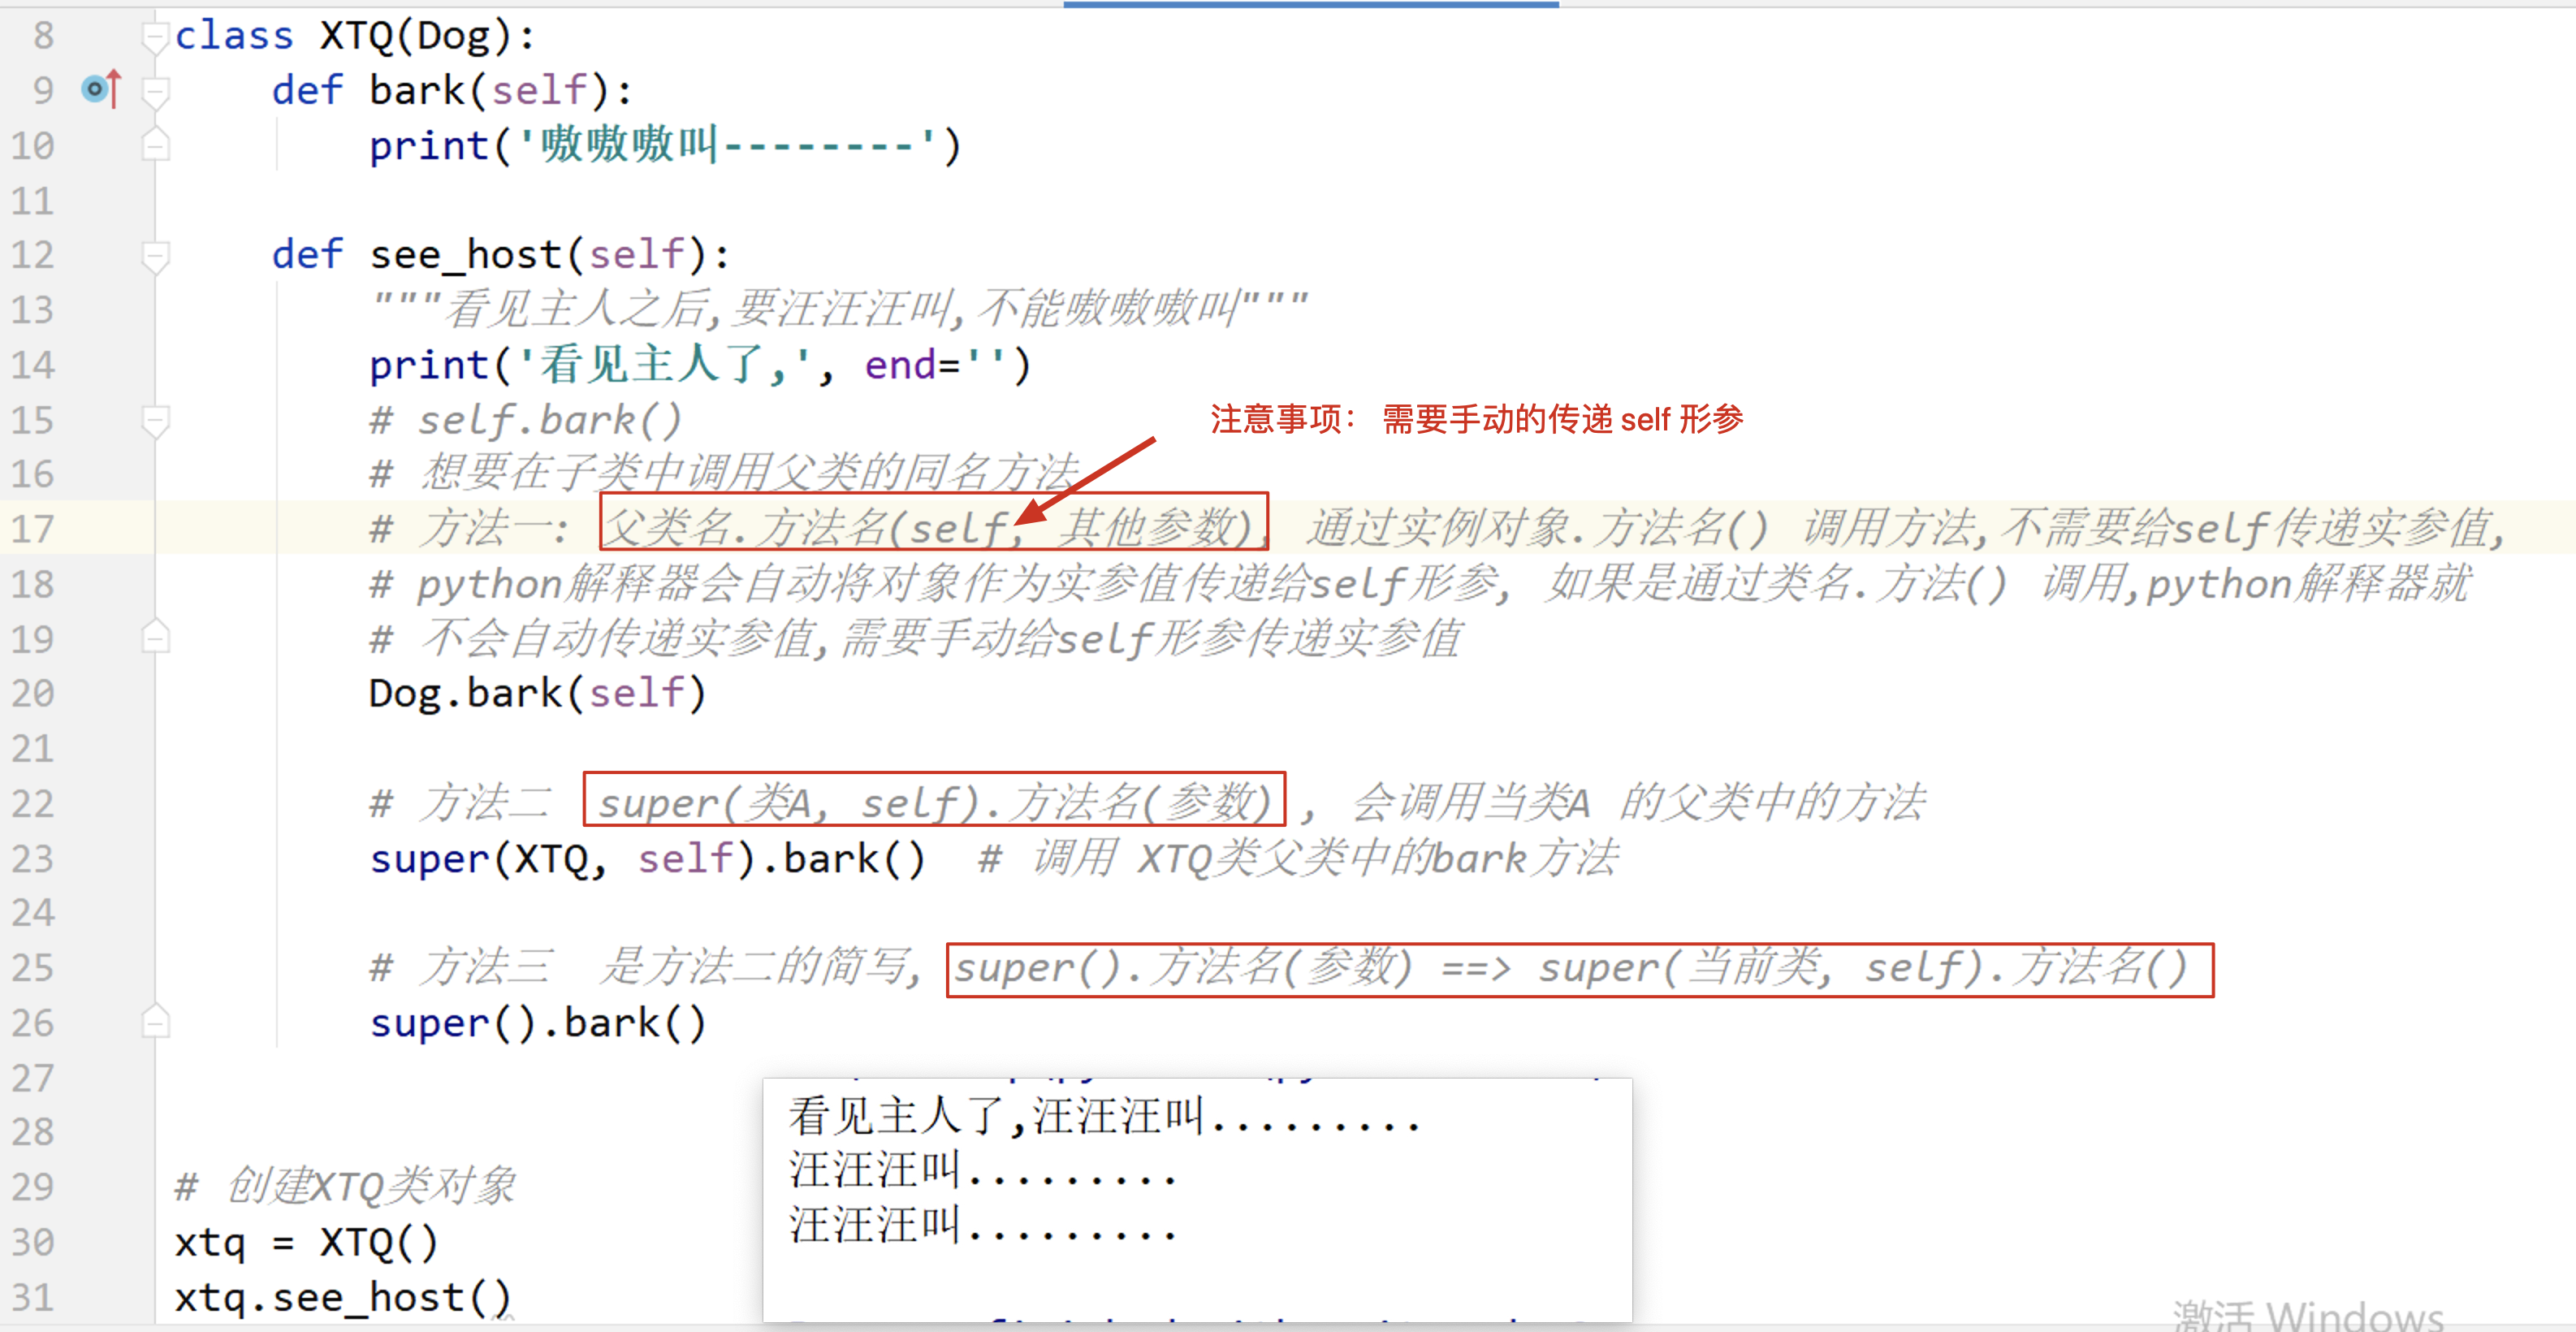 8 class XTQ(Dog):
9 def bark(self):
10 print('嗷嗷嗷叫--------')
11
12 def see_host(self):
13 """看见主人之后,要汪汪汪叫,不能嗷嗷嗷叫"""
14 print('看见主人了,', end='')
15 # self.bark()
注意事项： 需要手动的传递 self 形参
16 # 想要在子类中调用父类的同名方法
17 # 方法一: 父类名.方法名(self, 其他参数), 通过实例对象.方法名() 调用方法,不需要给self传递实参值,
18 # python解释器会自动将对象作为实参值传递给self形参, 如果是通过类名.方法() 调用,python解释器就
19 # 不会自动传递实参值,需要手动给self形参传递实参值
20 Dog.bark(self)
21
22 # 方法二 super(类A, self).方法名(参数) , 会调用当类A 的父类中的方法
23 super(XTQ, self).bark() # 调用 XTQ类父类中的bark方法
24
25 # 方法三 是方法二的简写, super().方法名(参数) ==> super(当前类, self).方法名()
26 super().bark()
27
28
29 # 创建XTQ类对象
30 xtq = XTQ()
31 xtq.see_host()
看见主人了,汪汪汪叫.........
汪汪汪叫.........
汪汪汪叫.........
激活 Windows